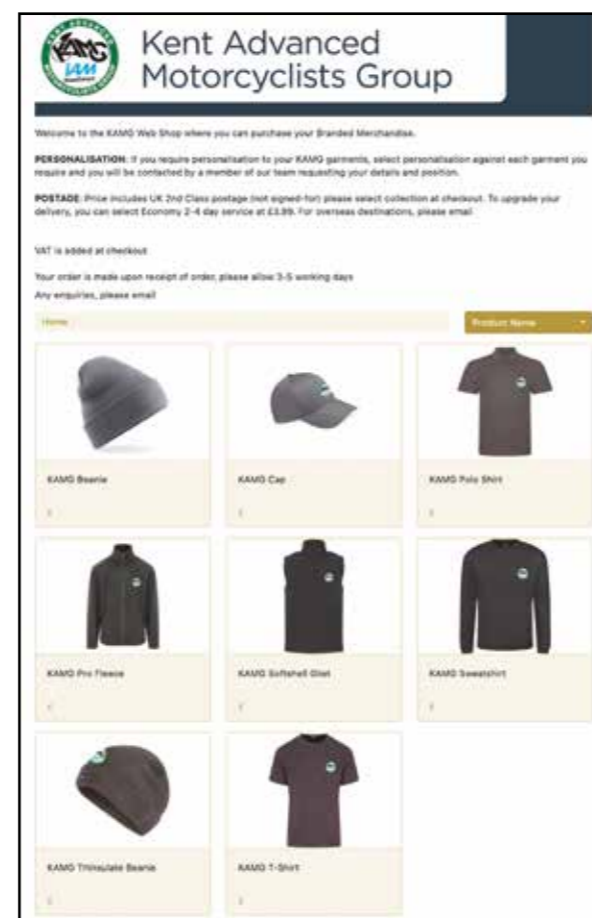 KENT ADVANCED
KAMG
IAM
MOTORCYCLISTS GROUP
Kent Advanced
Motorcyclists Group
Welcome to the KAMG Web Shop where you can purchase your Branded Merchandise.
PERSONALISATION: If you require personalisation to your KAMG garments, select personalisation against each garment you
require and you will be contacted by a member of our team requesting your details and position.
POSTAGE: Price includes UK 2nd Class postage (not signed-for) please select collection at checkout. To upgrade your
delivery, you can select Economy 2-4 day service at £3.99. For overseas destinations, please email
VAT is added at checkout
Your order is made upon receipt of order, please allow 3-5 working days
Any enquiries, please email
Home
Product Name
KAMG Beanie
KAMG Cap
KAMG Polo Shirt
£
£
£
KAMG Pro Fleece
KAMG Softshell Gilet
KAMG Sweatshirt
£
£
£
KAMG Thinsulate Beanie
KAMG T-Shirt
£
£